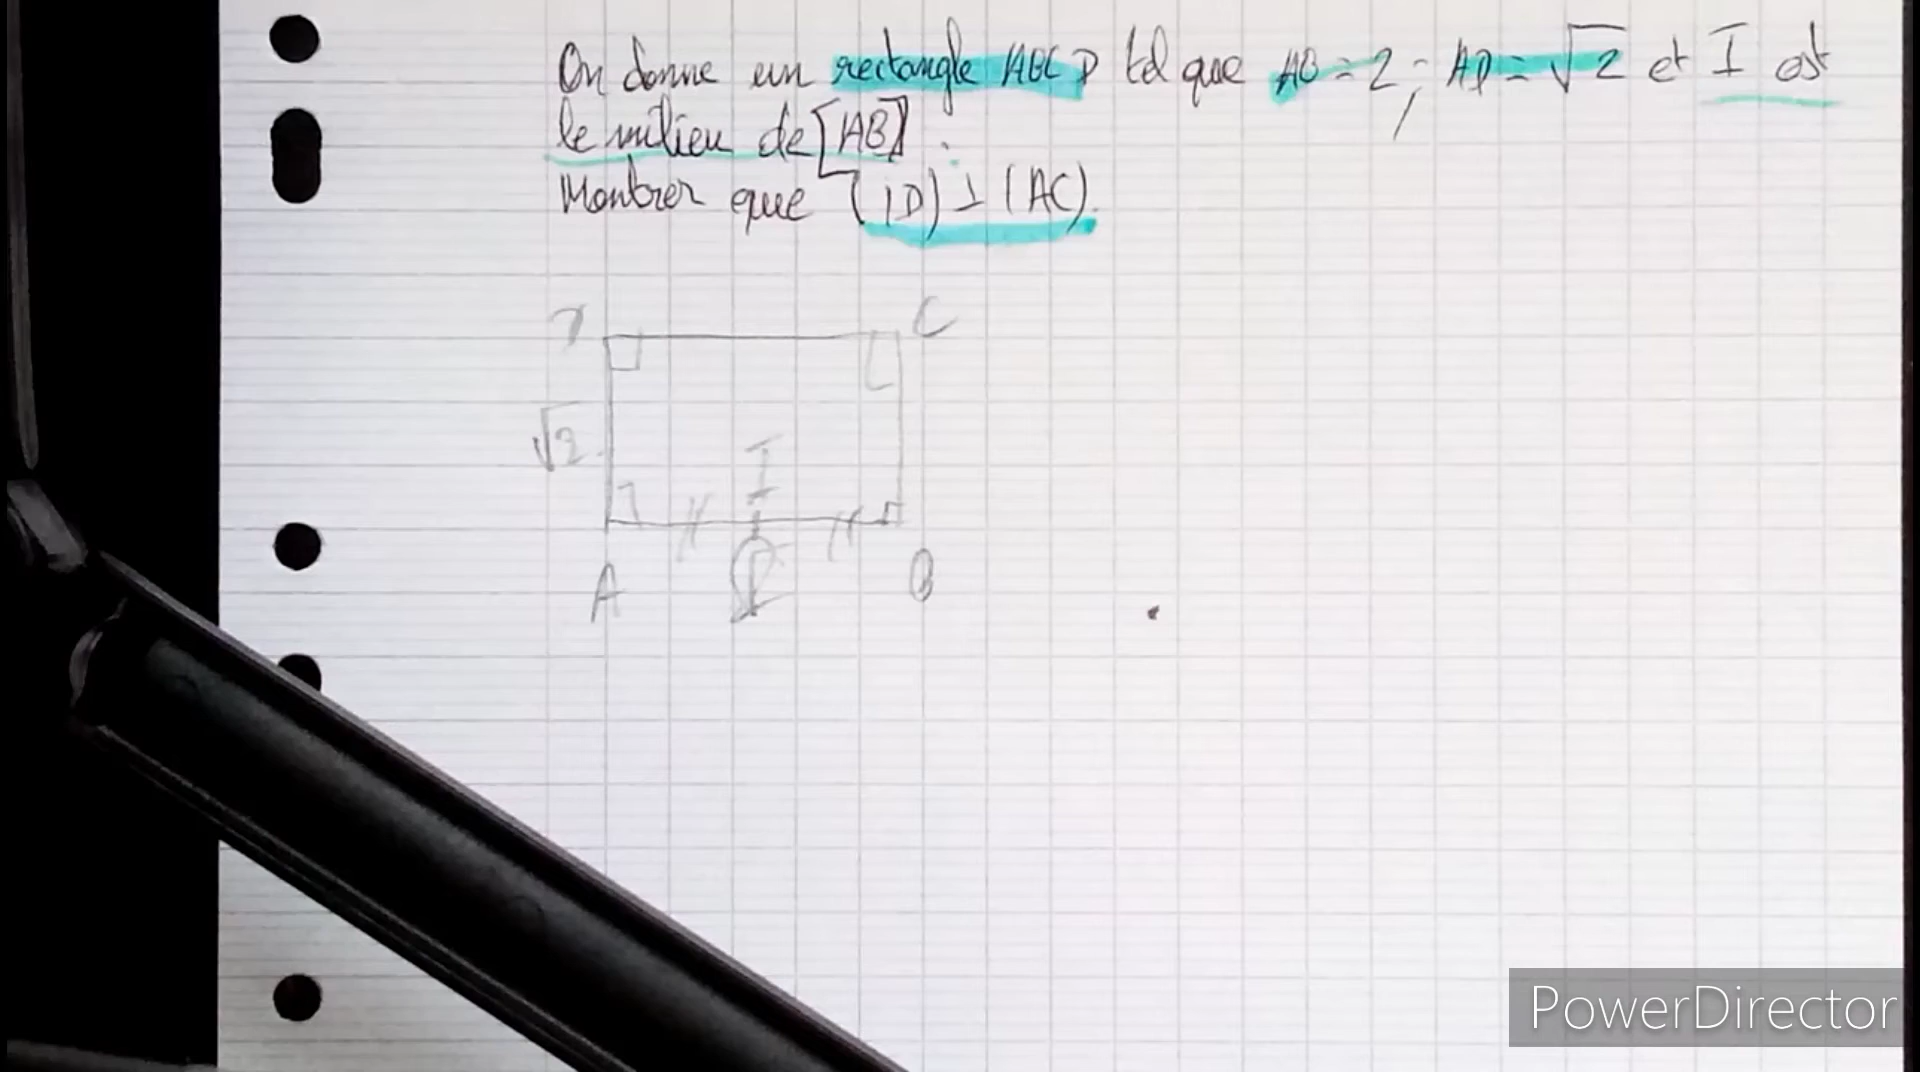 On donne un rectangle ABCD tel que AB = 2 ; AD = √2 et I est
le milieu de [AB].
Montrer que (ID) ⊥ (AC).
D C
√2
I
A I B
PowerDirector